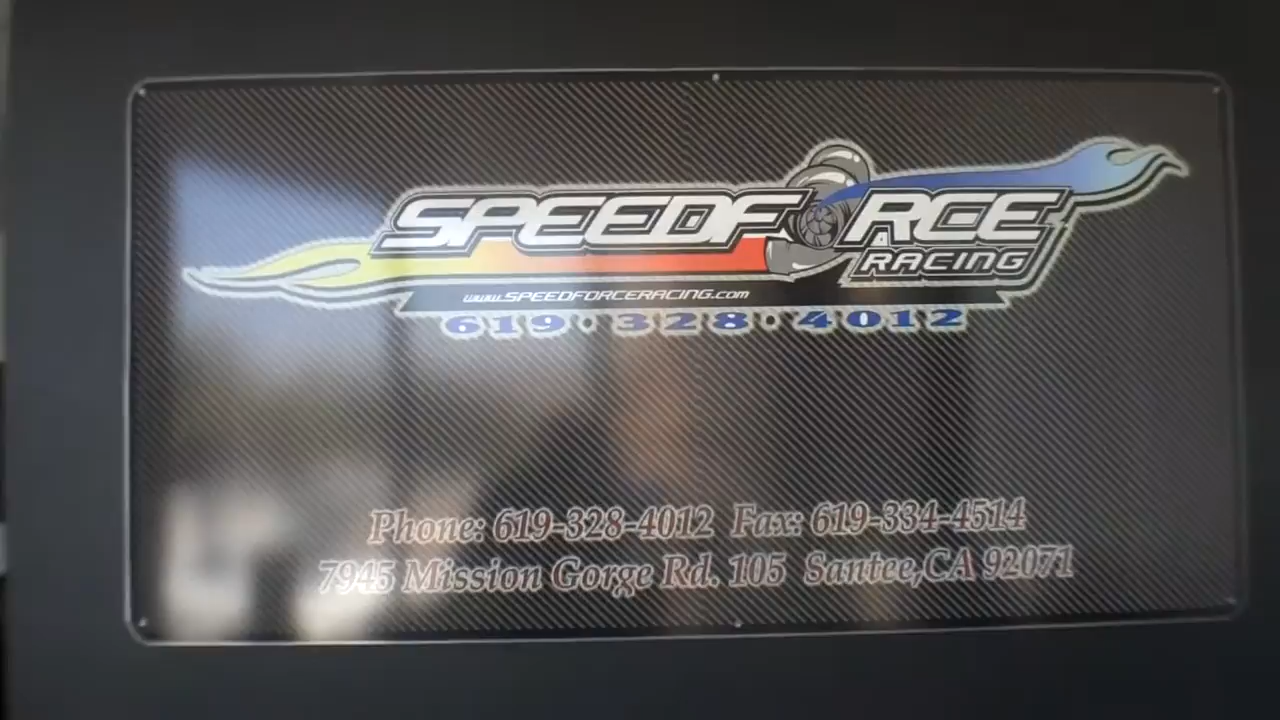 SPEEDFORCE
RACING
www.SPEEDFORCERACING.com
619·328·4012
Phone: 619-328-4012 Fax: 619-334-4514
7945 Mission Gorge Rd. 105 Santee,CA 92071